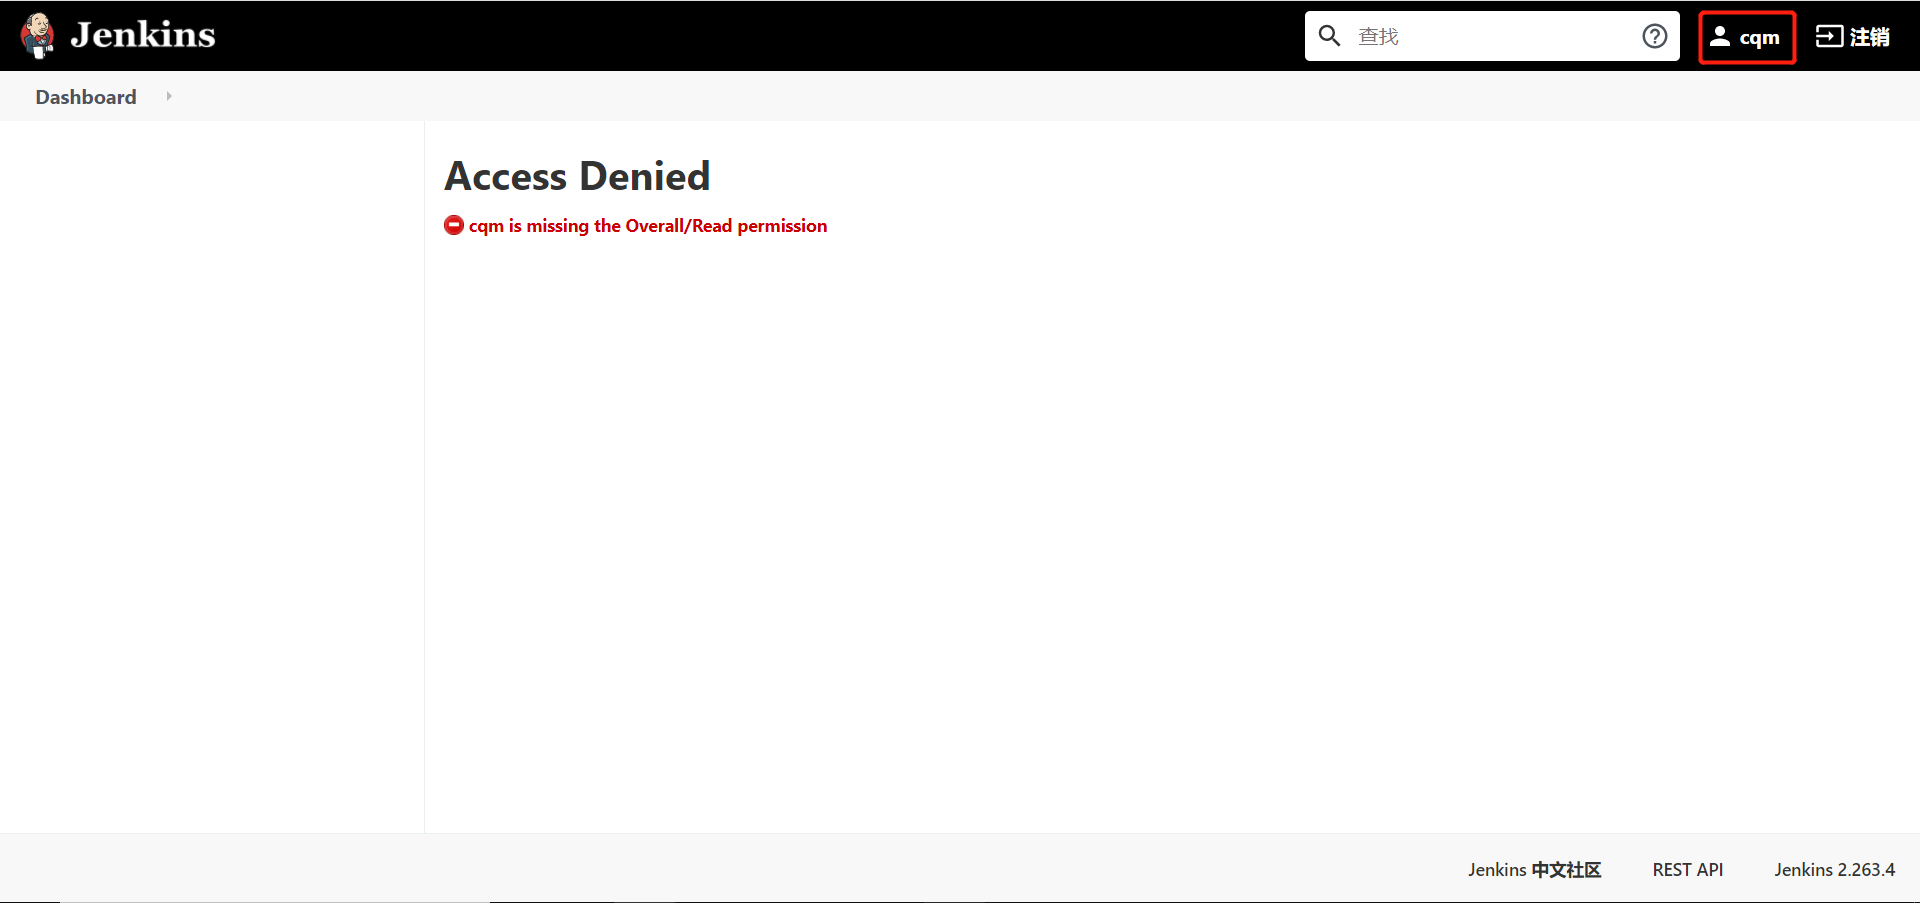 Jenkins
查找
cqm
注销
Dashboard
Access Denied
cqm is missing the Overall/Read permission
Jenkins 中文社区
REST API
Jenkins 2.263.4